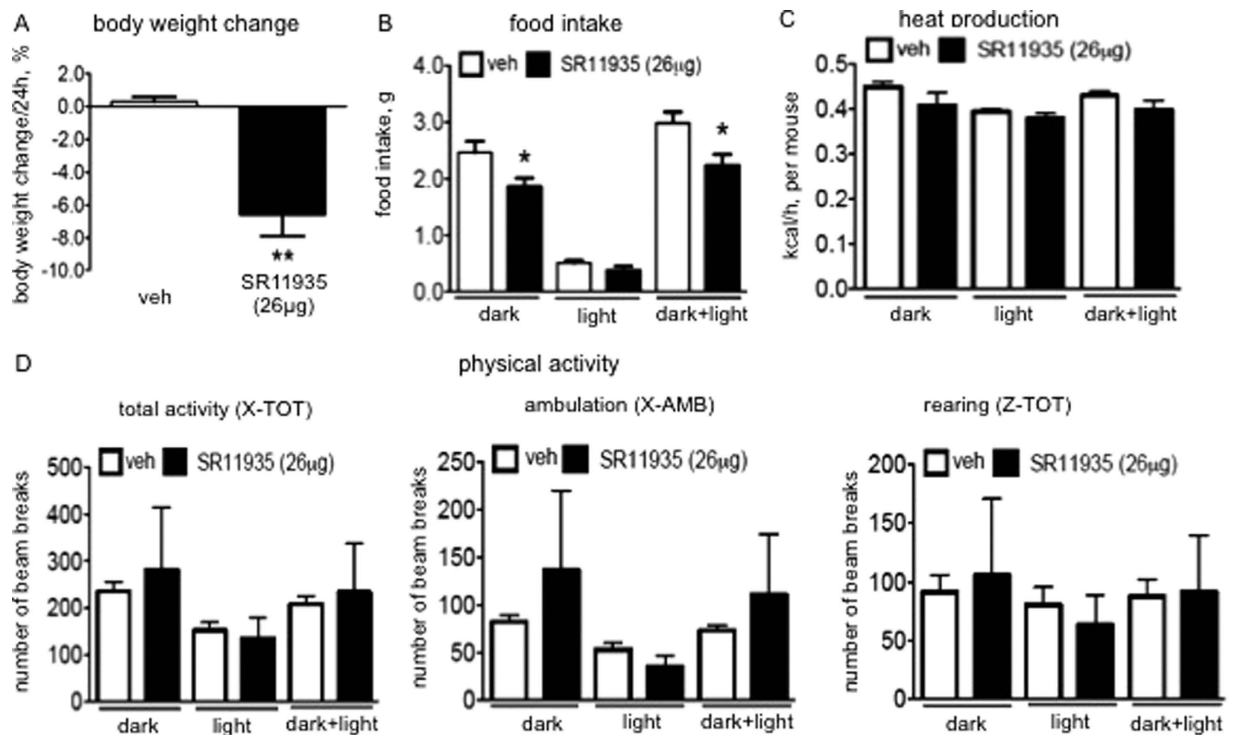 A body weight change
body weight change/24h, %
2.0
0.0
-2.0
-4.0
-6.0
-8.0
-10.0
**
veh
SR11935
(26µg)
B food intake
veh SR11935 (26µg)
food intake, g
4.0
3.0
2.0
1.0
0.0
*
*
dark light dark+light
C heat production
veh SR11935 (26µg)
kcal/h, per mouse
0.5
0.4
0.3
0.2
0.1
0.0
dark light dark+light
D physical activity
total activity (X-TOT)
veh SR11935 (26µg)
number of beam breaks
500
400
300
200
100
0
dark light dark+light
ambulation (X-AMB)
veh SR11935 (26µg)
number of beam breaks
250
200
150
100
50
0
dark light dark+light
rearing (Z-TOT)
veh SR11935 (26µg)
number of beam breaks
200
150
100
50
0
dark light dark+light